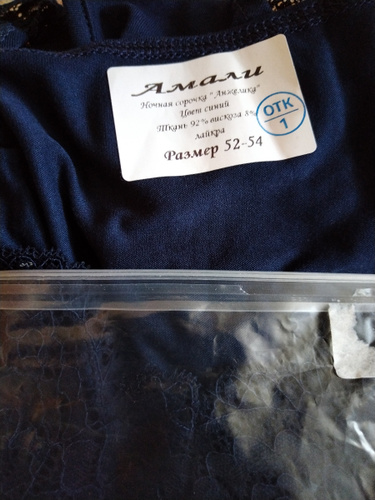 Амали
Ночная сорочка "Анжелика"
Цвет синий
Ткань 92% вискоза 8%
лайкра
Размер 52-54
ОТК
1